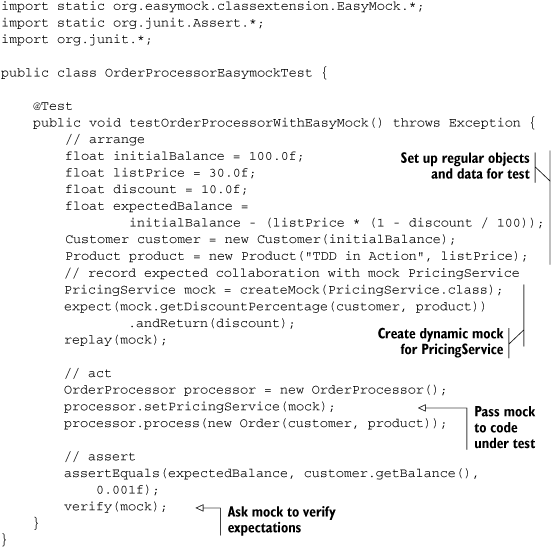 import static org.easymock.classextension.EasyMock.*;
import static org.junit.Assert.*;
import org.junit.*;

public class OrderProcessorEasymockTest {

    @Test
    public void testOrderProcessorWithEasyMock() throws Exception {
        // arrange
        float initialBalance = 100.0f;
        float listPrice = 30.0f;
        float discount = 10.0f;
        float expectedBalance =
                initialBalance - (listPrice * (1 - discount / 100));
        Customer customer = new Customer(initialBalance);
        Product product = new Product("TDD in Action", listPrice);
Set up regular objects
and data for test
        // record expected collaboration with mock PricingService
        PricingService mock = createMock(PricingService.class);
        expect(mock.getDiscountPercentage(customer, product))
                .andReturn(discount);
        replay(mock);
Create dynamic mock
for PricingService

        // act
        OrderProcessor processor = new OrderProcessor();
        processor.setPricingService(mock);
        processor.process(new Order(customer, product));
Pass mock
to code
under test

        // assert
        assertEquals(expectedBalance, customer.getBalance(),
            0.001f);
        verify(mock);
Ask mock to verify
expectations
    }
}